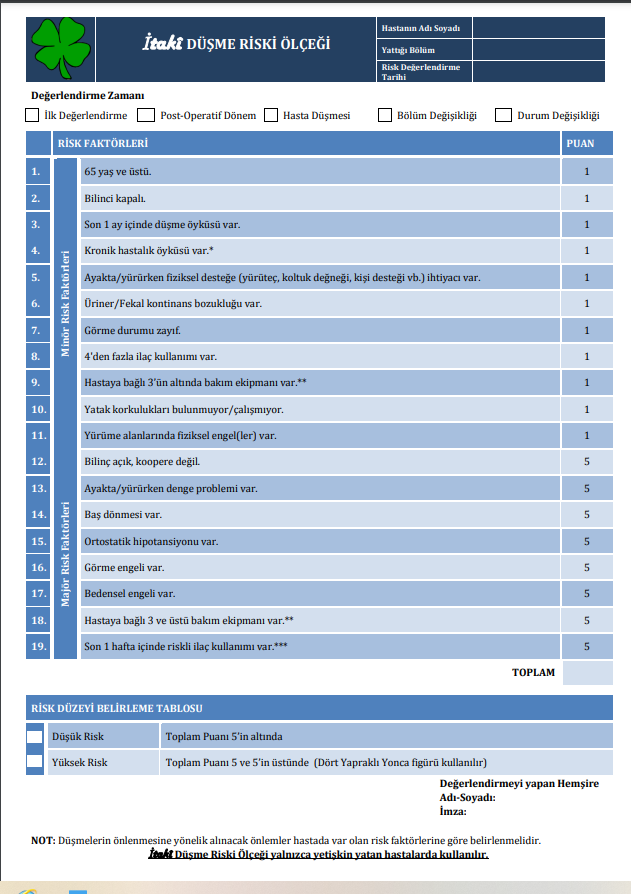 İtaki DÜŞME RİSKİ ÖLÇEĞİ
Hastanın Adı Soyadı
Yattığı Bölüm
Risk Değerlendirme
Tarihi
Değerlendirme Zamanı
İlk Değerlendirme Post-Operatif Dönem Hasta Düşmesi Bölüm Değişikliği Durum Değişikliği
RİSK FAKTÖRLERİ PUAN
Minör Risk Faktörleri
1. 65 yaş ve üstü. 1
2. Bilinci kapalı. 1
3. Son 1 ay içinde düşme öyküsü var. 1
4. Kronik hastalık öyküsü var.* 1
5. Ayakta/yürürken fiziksel desteğe (yürüteç, koltuk değneği, kişi desteği vb.) ihtiyacı var. 1
6. Üriner/Fekal kontinans bozukluğu var. 1
7. Görme durumu zayıf. 1
8. 4'den fazla ilaç kullanımı var. 1
9. Hastaya bağlı 3'ün altında bakım ekipmanı var.** 1
10. Yatak korkulukları bulunmuyor/çalışmıyor. 1
11. Yürüme alanlarında fiziksel engel(ler) var. 1
Majör Risk Faktörleri
12. Bilinç açık, koopere değil. 5
13. Ayakta/yürürken denge problemi var. 5
14. Baş dönmesi var. 5
15. Ortostatik hipotansiyonu var. 5
16. Görme engeli var. 5
17. Bedensel engeli var. 5
18. Hastaya bağlı 3 ve üstü bakım ekipmanı var.** 5
19. Son 1 hafta içinde riskli ilaç kullanımı var.*** 5
TOPLAM
RİSK DÜZEYİ BELİRLEME TABLOSU
Düşük Risk Toplam Puanı 5'in altında
Yüksek Risk Toplam Puanı 5 ve 5'in üstünde (Dört Yapraklı Yonca figürü kullanılır)
Değerlendirmeyi yapan Hemşire
Adı-Soyadı:
İmza:
NOT: Düşmelerin önlenmesine yönelik alınacak önlemler hastada var olan risk faktörlerine göre belirlenmelidir.
İtaki Düşme Riski Ölçeği yalnızca yetişkin yatan hastalarda kullanılır.